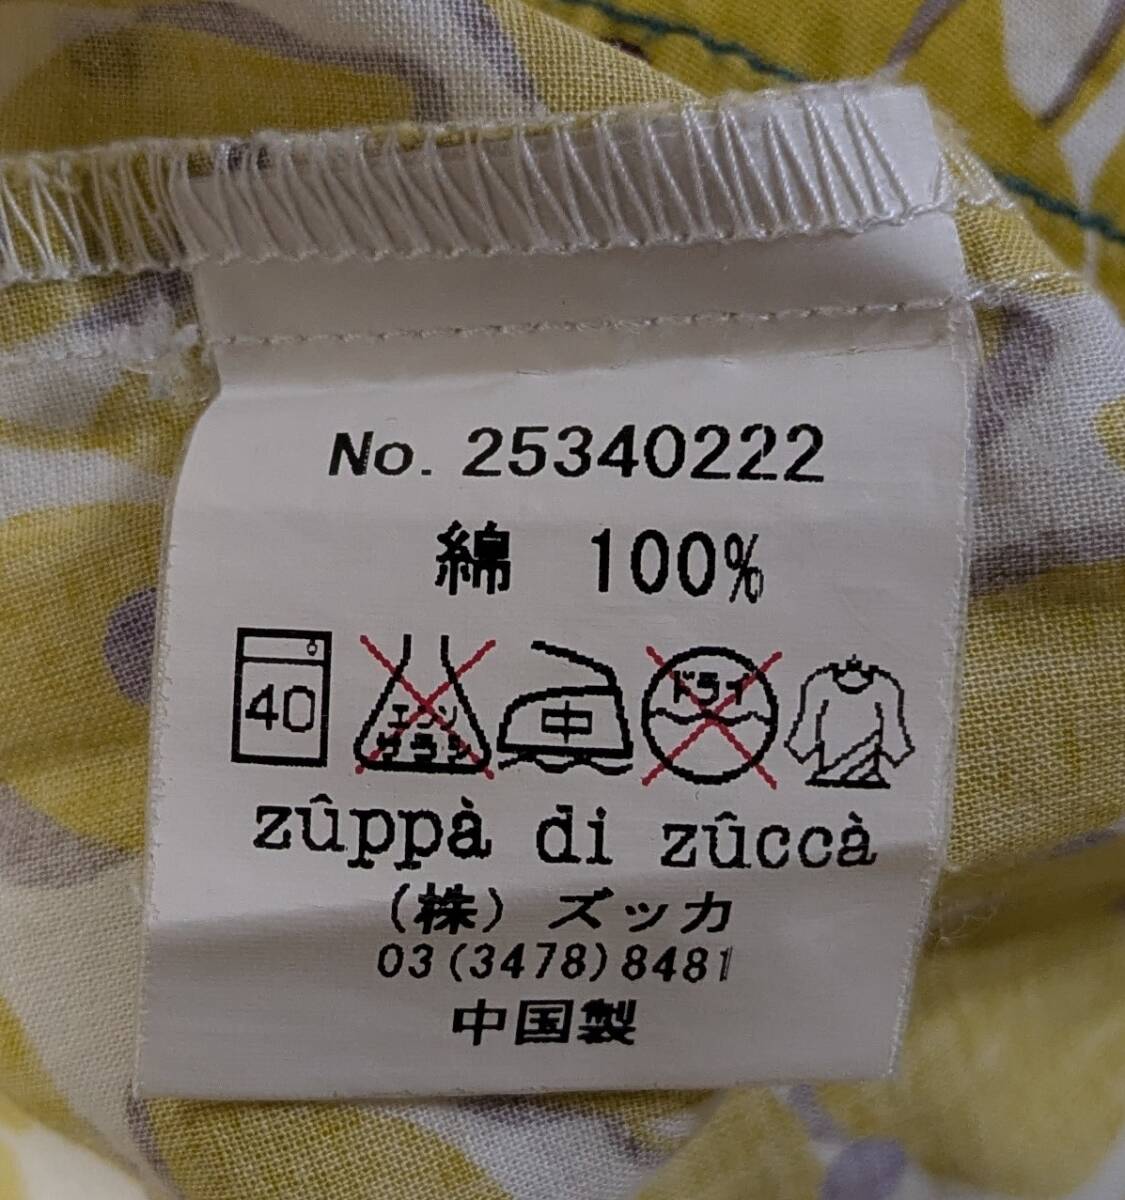 No. 25340222
綿 100%
40 エンソサラシ 中 ドライ
zûppà di zûccà
(株) ズッカ
03(3478)8481
中国製